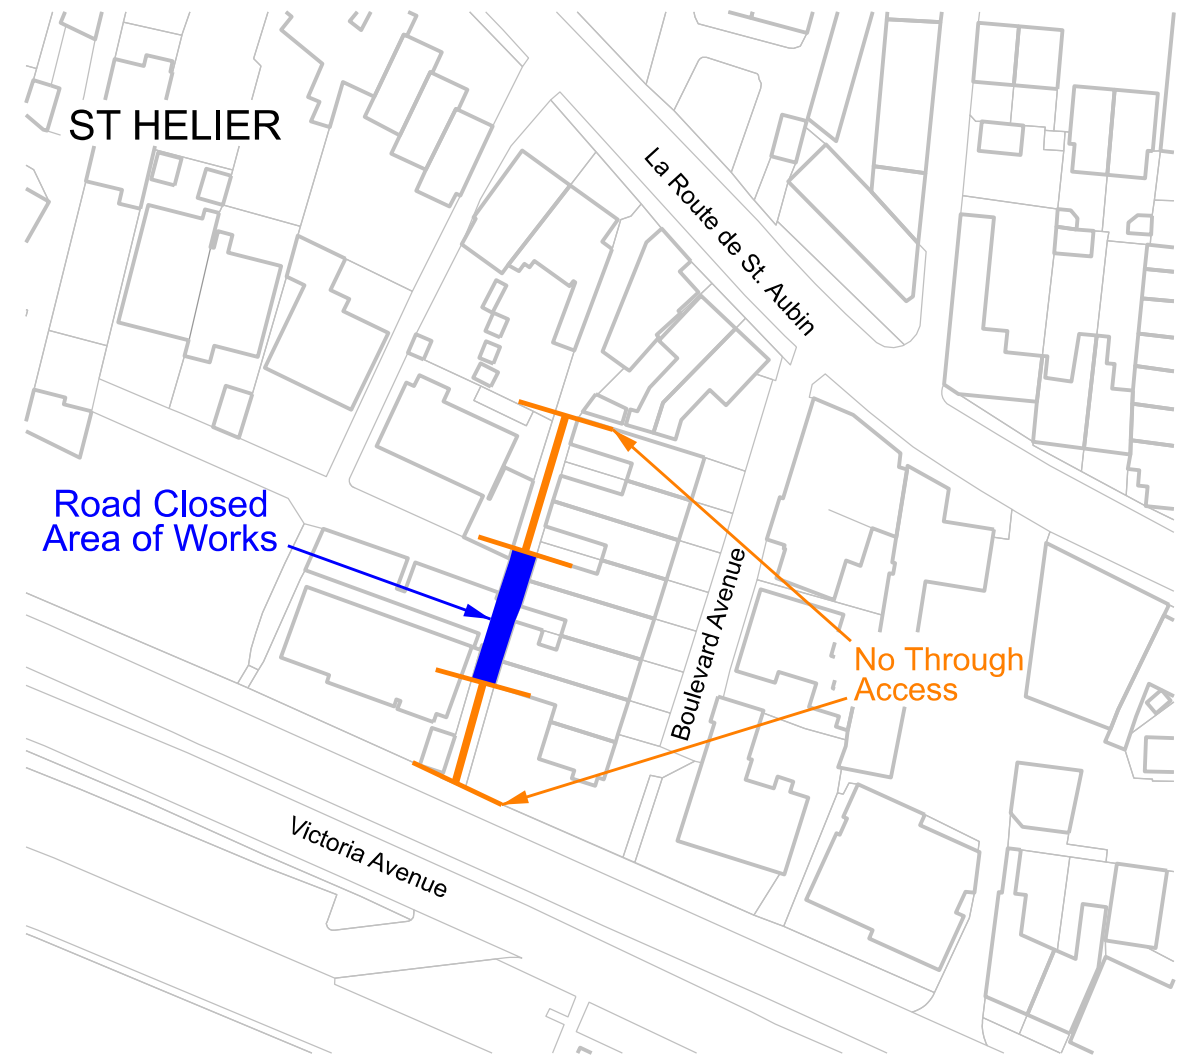 ST HELIER
La Route de St. Aubin
Road Closed
Area of Works
Boulevard Avenue
No Through
Access
Victoria Avenue